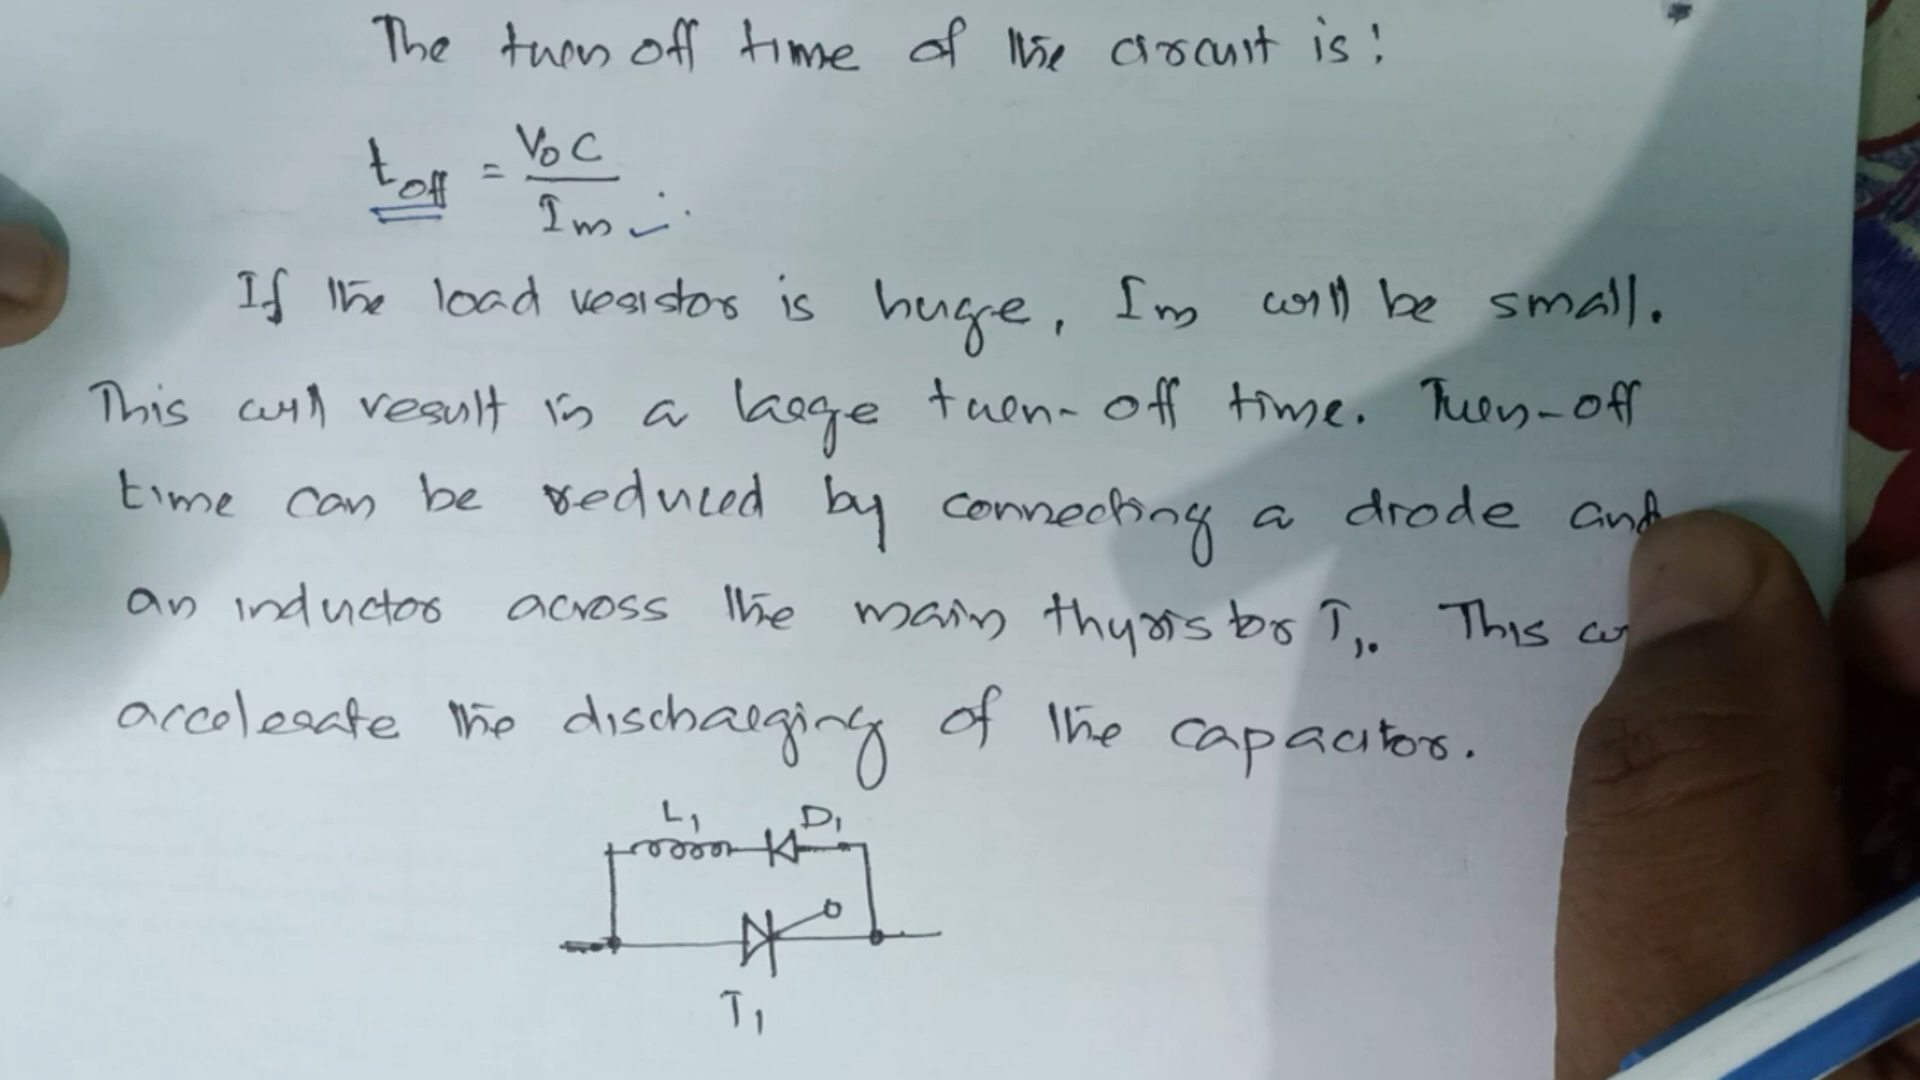 The turn off time of the circuit is:
t_off = V₀C / I_m
If the load resistor is huge, I_m will be small.
This will result in a large turn-off time. Turn-off
time can be reduced by connecting a diode and
an inductor across the main thyristor T₁. This
accelerate the discharging of the capacitor.
L₁ D₁
T₁